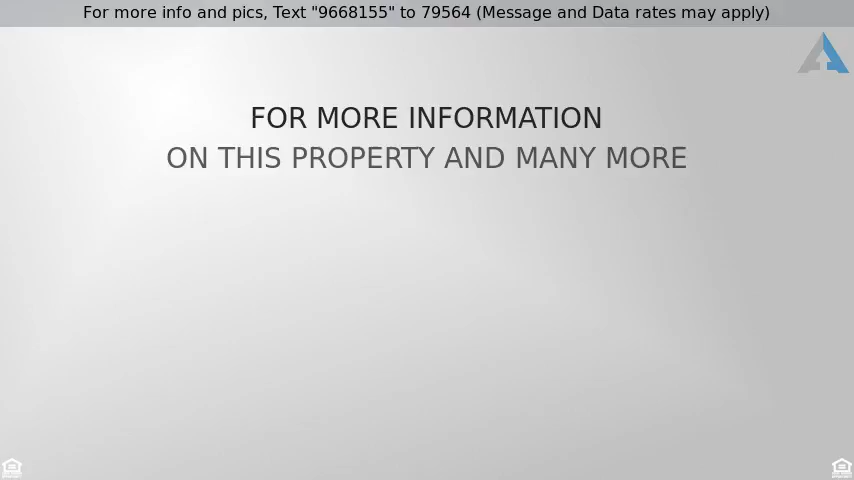 For more info and pics, Text "9668155" to 79564 (Message and Data rates may apply)
FOR MORE INFORMATION
ON THIS PROPERTY AND MANY MORE